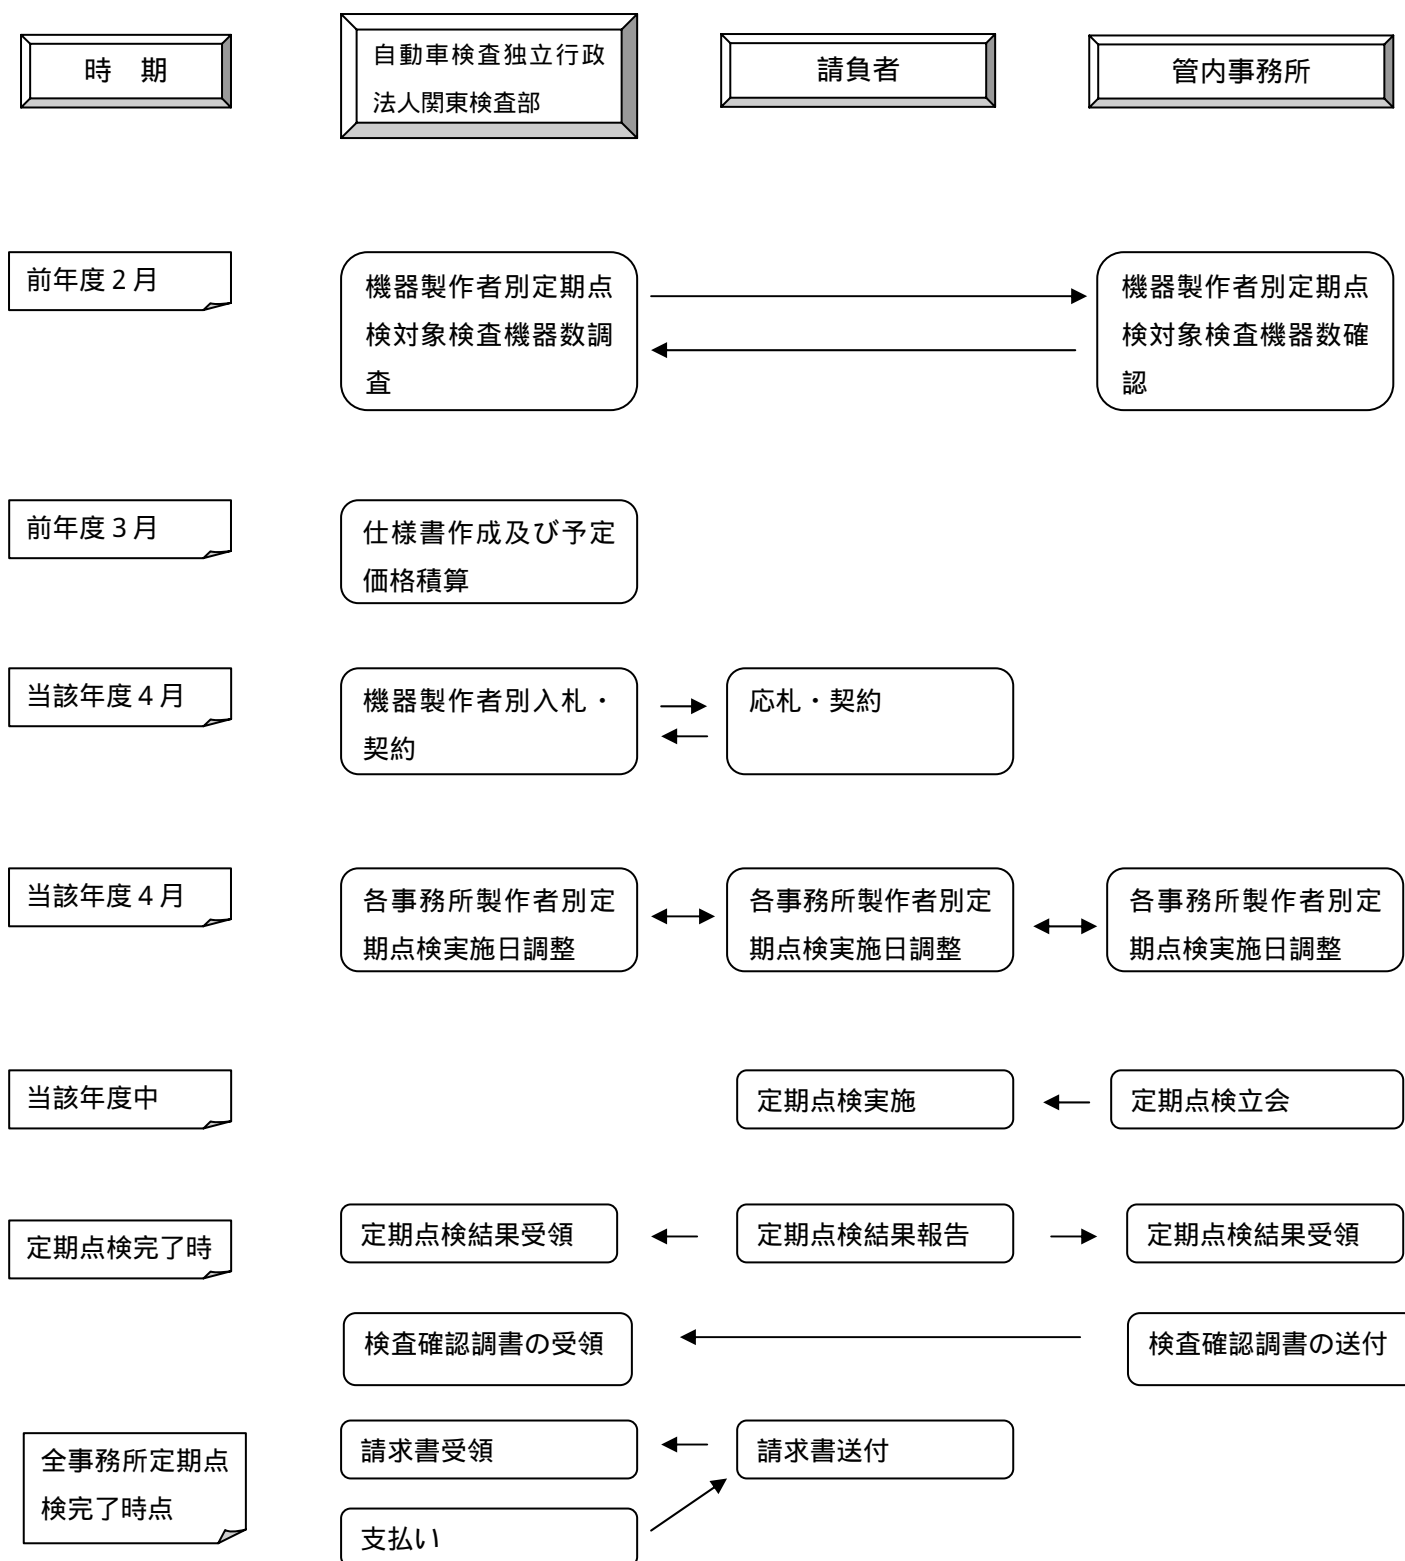 時　期
自動車検査独立行政
法人関東検査部
請負者
管内事務所
前年度２月
機器製作者別定期点
検対象検査機器数調
査
機器製作者別定期点
検対象検査機器数確
認
前年度３月
仕様書作成及び予定
価格積算
当該年度４月
機器製作者別入札・
契約
応札・契約
当該年度４月
各事務所製作者別定
期点検実施日調整
各事務所製作者別定
期点検実施日調整
各事務所製作者別定
期点検実施日調整
当該年度中
定期点検実施
定期点検立会
定期点検完了時
定期点検結果受領
定期点検結果報告
定期点検結果受領
検査確認調書の受領
検査確認調書の送付
全事務所定期点
検完了時点
請求書受領
請求書送付
支払い